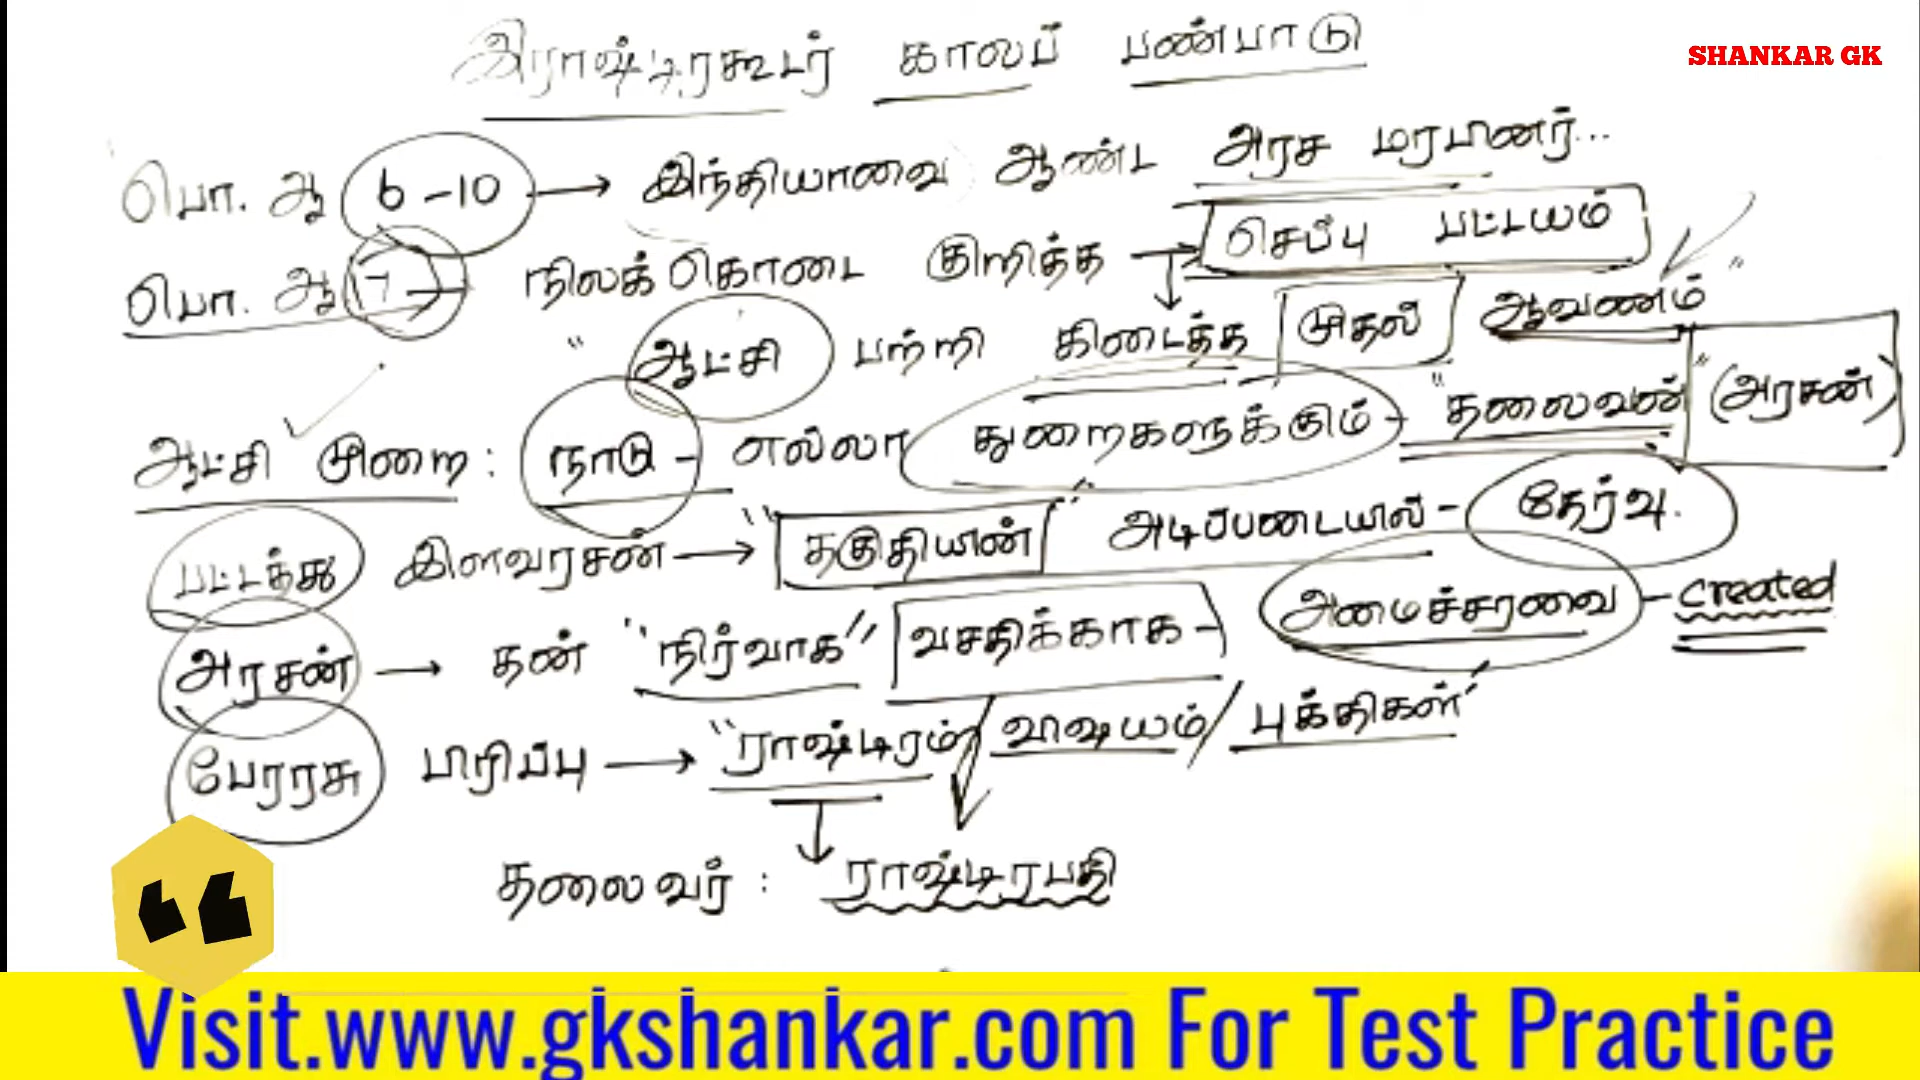 இராஷ்டிரகூடர் காலப் பண்பாடு
SHANKAR GK
பொ. ஆ 6-10 → இந்தியாவை ஆண்ட அரச மரபினர்...
பொ. ஆ 7 → நிலக்கொடை குறித்த → செப்பு பட்டயம்
"ஆட்சி பற்றி கிடைத்த முதல் ஆவணம்"
ஆட்சி முறை: நாடு - எல்லா துறைகளுக்கும் - "தலைவன்" (அரசன்)
பட்டத்து இளவரசன் → "தகுதியின்" அடிப்படையில் - தேர்வு.
அரசன் → தன் "நிர்வாக" வசதிக்காக - அமைச்சரவை - created
பேரரசு பிரிப்பு → "ராஷ்டிரம்/ விஷயம்/ புக்திகள்"
தலைவர் : ராஷ்டிரபதி
Visit.www.gkshankar.com For Test Practice